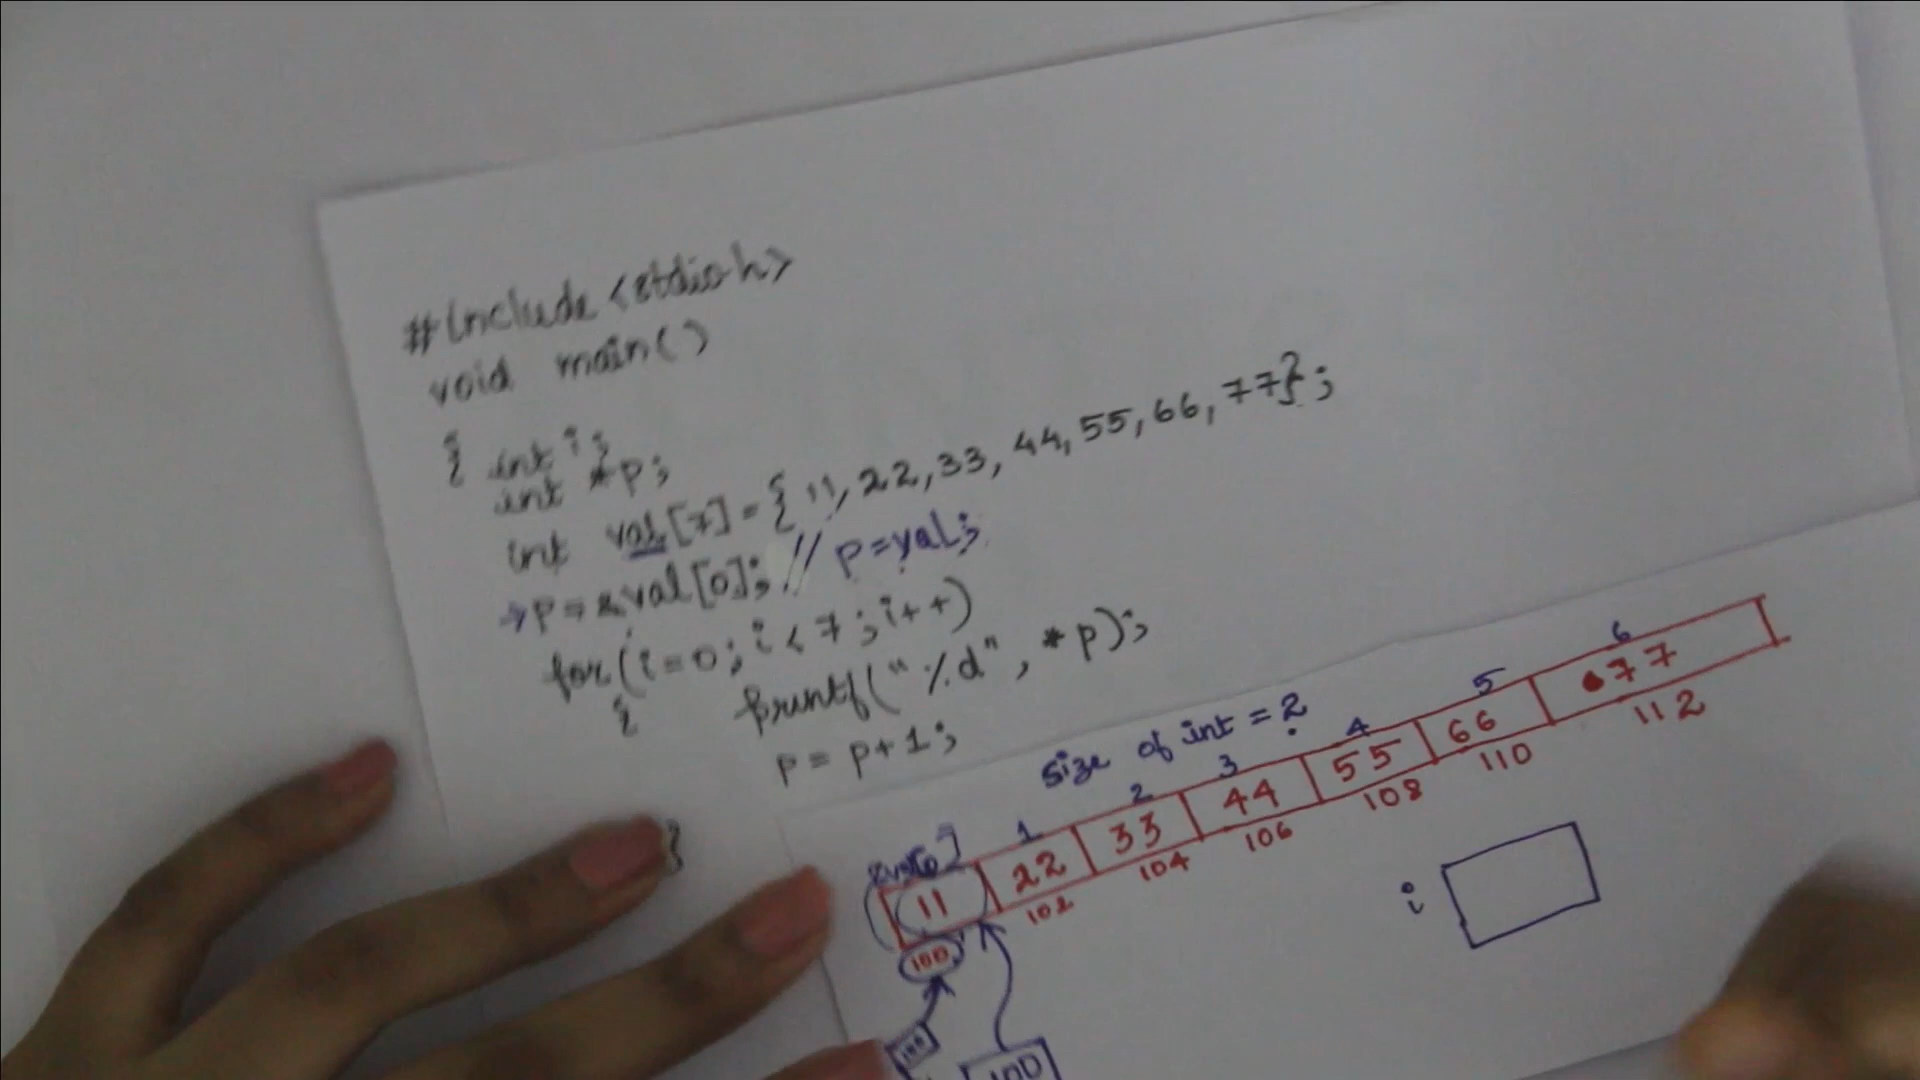 #include <stdio.h>
void main()
{ int i;
int *p;
int val[7] = { 11, 22, 33, 44, 55, 66, 77};
→ p = &val[0]; // p=val;
for(i=0; i<7; i++)
{ printf("%d", *p);
p = p+1;
}
size of int = 2
1 2 3 4 5 6
11 22 33 44 55 66 77
100 102 104 106 108 110 112
i
100